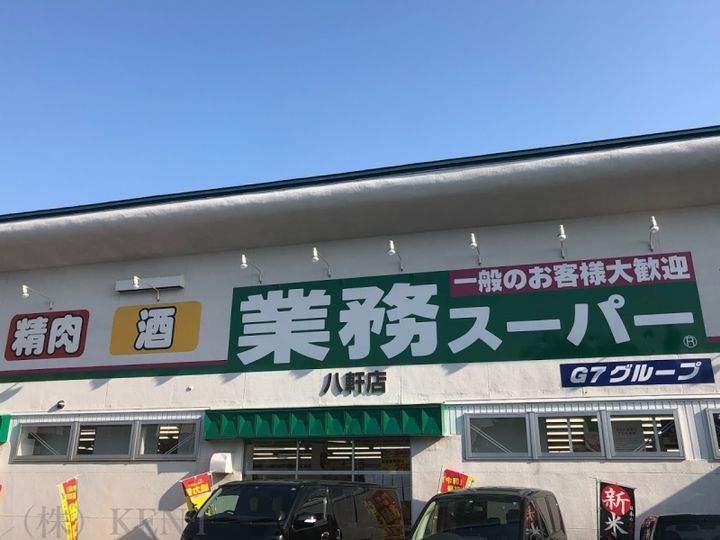 一般のお客様大歓迎
精肉
酒
業務スーパー®
八軒店
G7グループ
新米
(株) KENT